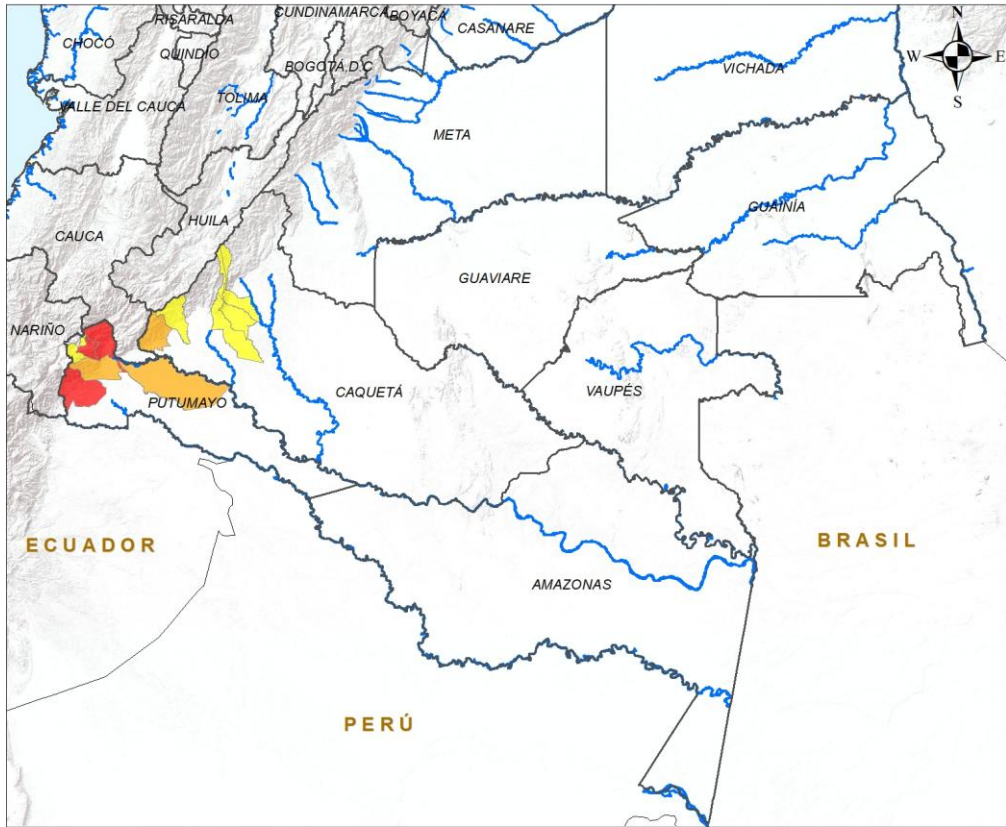 CUNDINAMARCA
BOYACÁ
RISARALDA
CASANARE
N
CHOCÓ
QUINDÍO
BOGOTÁ D.C
W
E
VICHADA
TOLIMA
VALLE DEL CAUCA
S
META
HUILA
GUAINÍA
CAUCA
GUAVIARE
NARIÑO
CAQUETÁ
VAUPÉS
PUTUMAYO
ECUADOR
BRASIL
AMAZONAS
PERÚ